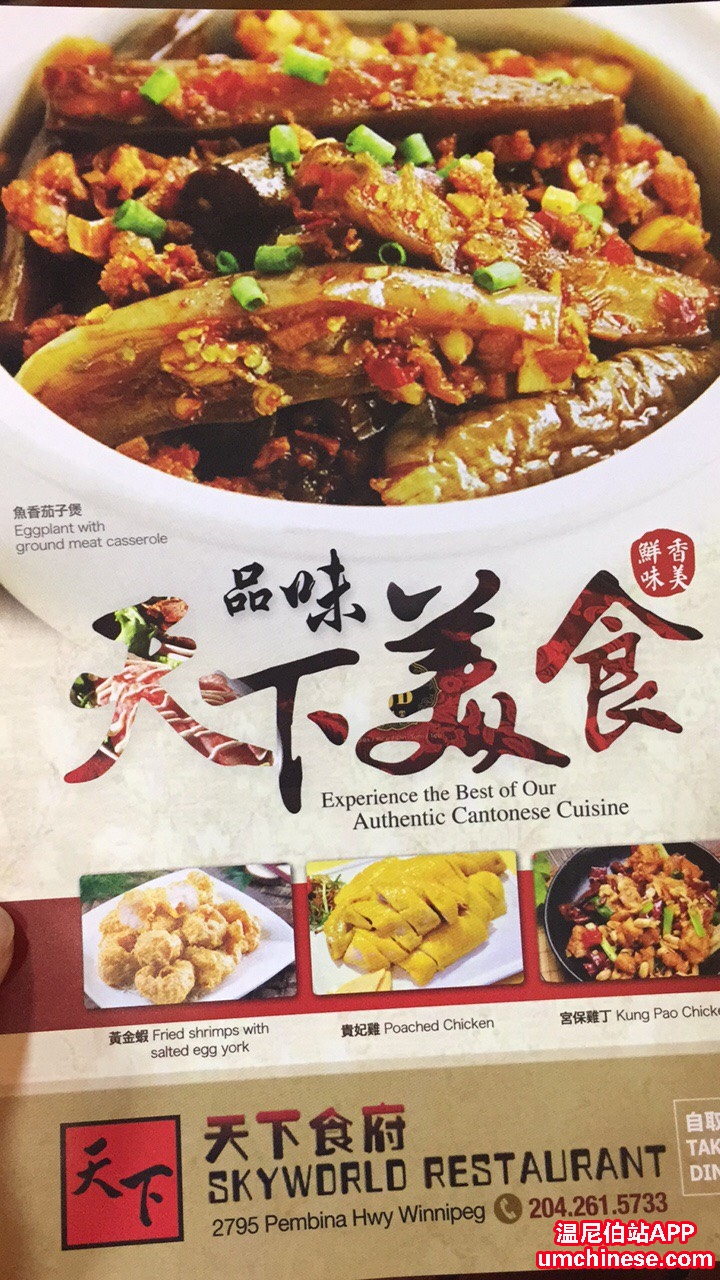 魚香茄子煲
Eggplant with
ground meat casserole
品味
鮮味 香美
天下美食
Experience the Best of Our
Authentic Cantonese Cuisine
黃金蝦 Fried shrimps with
salted egg york
貴妃雞 Poached Chicken
宮保雞丁 Kung Pao Chicke
天下
天下食府
SKYWORLD RESTAURANT
2795 Pembina Hwy Winnipeg 204.261.5733
自取
TAK
DIN
温尼伯站APP
umchinese.com